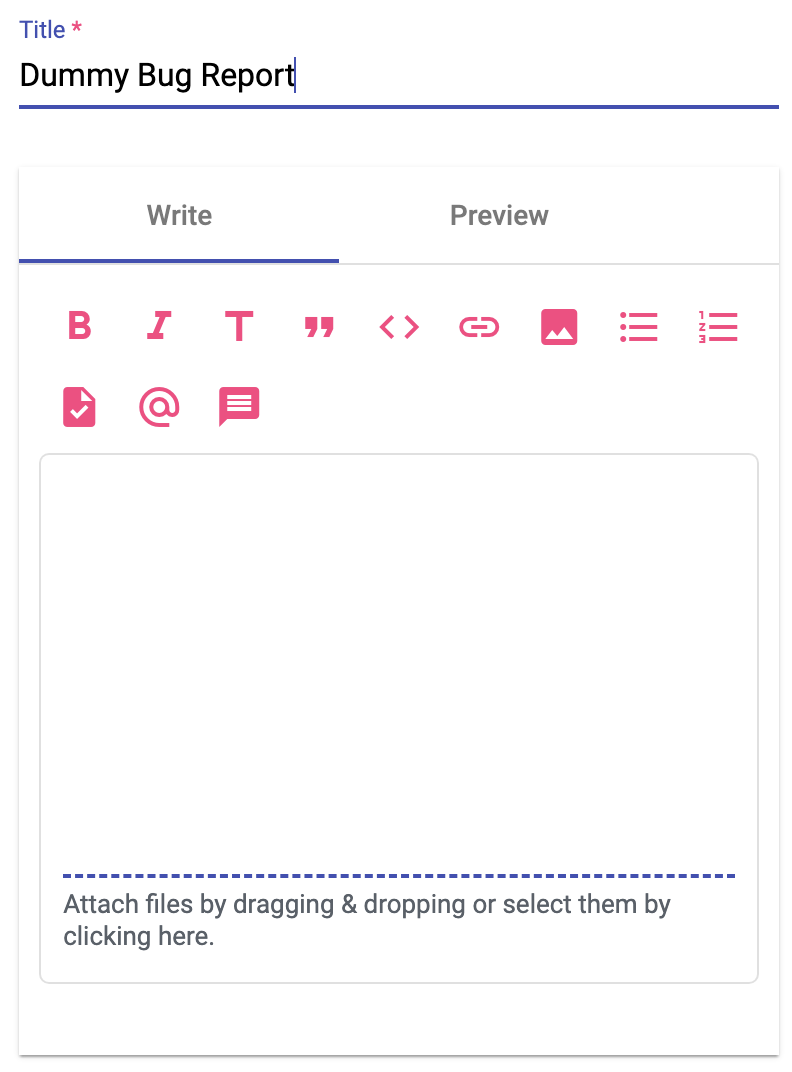 Title *
Dummy Bug Report
Write Preview
Attach files by dragging & dropping or select them by
clicking here.